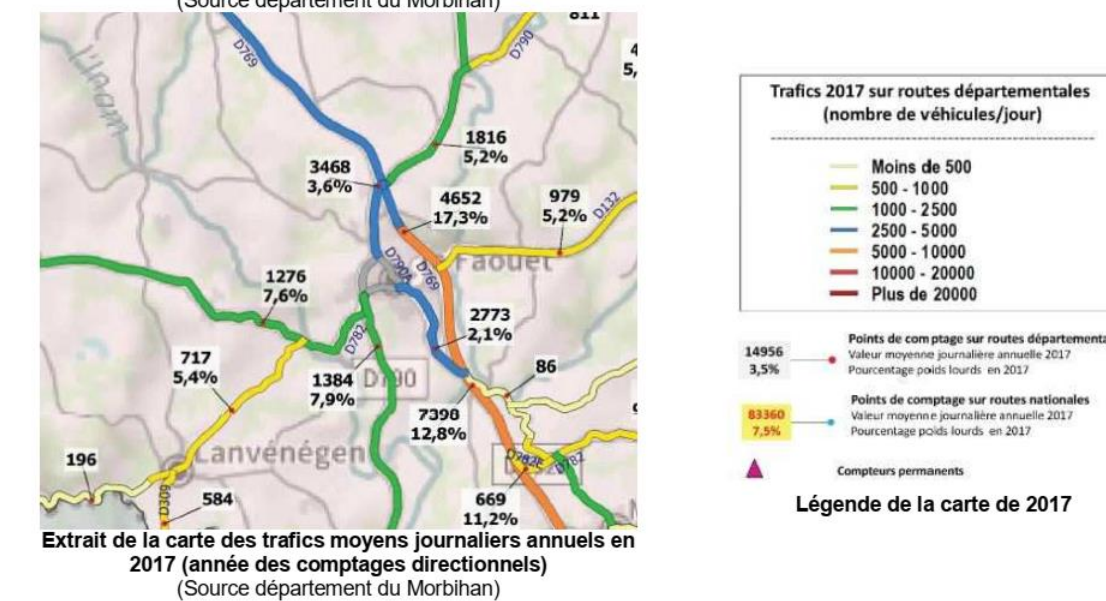 (Source département du Morbihan)
811
D790
D769
l'Inam
1816
5,2%
3468
3,6%
4652
17,3%
979
5,2%
D132
Faouët
D790A
D769
1276
7,6%
2773
2,1%
D782
717
5,4%
1384
7,9%
D790
86
7398
12,8%
Lanvénégen
D782E
D782
196
584
669
11,2%
Extrait de la carte des trafics moyens journaliers annuels en
2017 (année des comptages directionnels)
(Source département du Morbihan)
Trafics 2017 sur routes départementales
(nombre de véhicules/jour)
Moins de 500
500 - 1000
1000 - 2500
2500 - 5000
5000 - 10000
10000 - 20000
Plus de 20000
14956
3,5%
Points de comptage sur routes départementa
Valeur moyenne journalière annuelle 2017
Pourcentage poids lourds en 2017
83360
7,5%
Points de comptage sur routes nationales
Valeur moyenne journalière annuelle 2017
Pourcentage poids lourds en 2017
Compteurs permanents
Légende de la carte de 2017